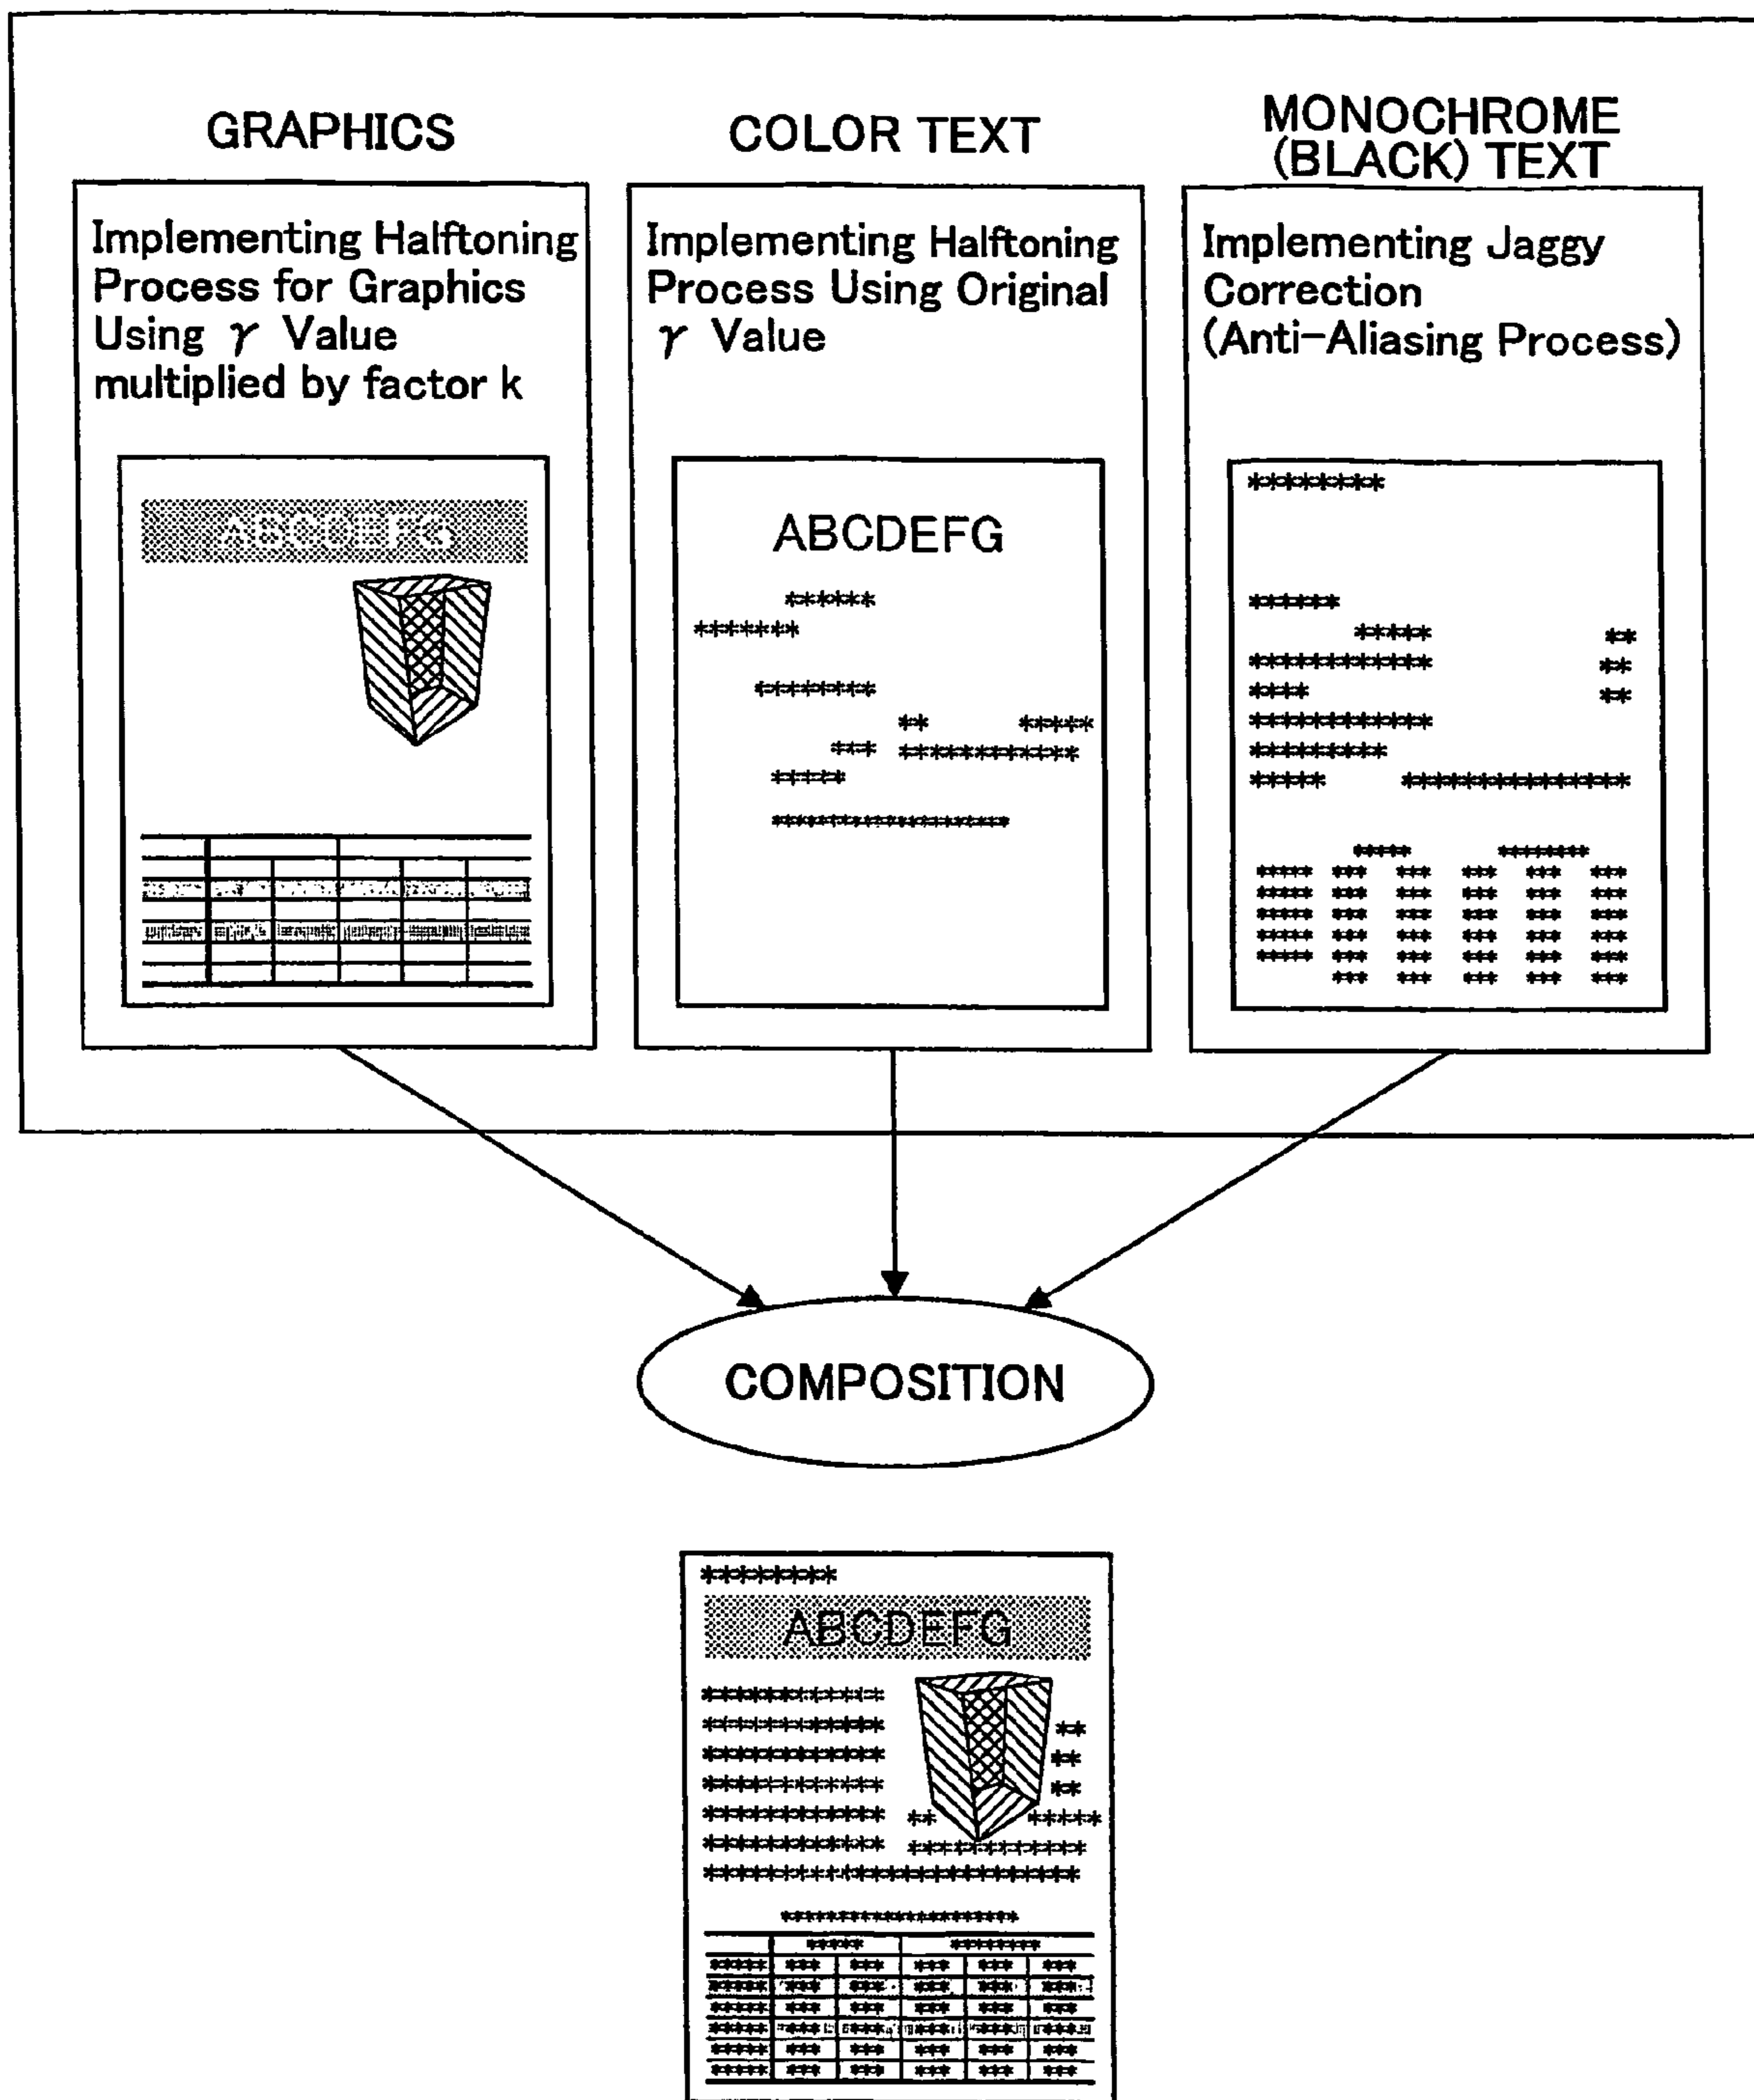 GRAPHICS
Implementing Halftoning
Process for Graphics
Using γ Value
multiplied by factor k
ABCDEFG
COLOR TEXT
Implementing Halftoning
Process Using Original
γ Value
ABCDEFG
MONOCHROME
(BLACK) TEXT
Implementing Jaggy
Correction
(Anti-Aliasing Process)
COMPOSITION
ABCDEFG